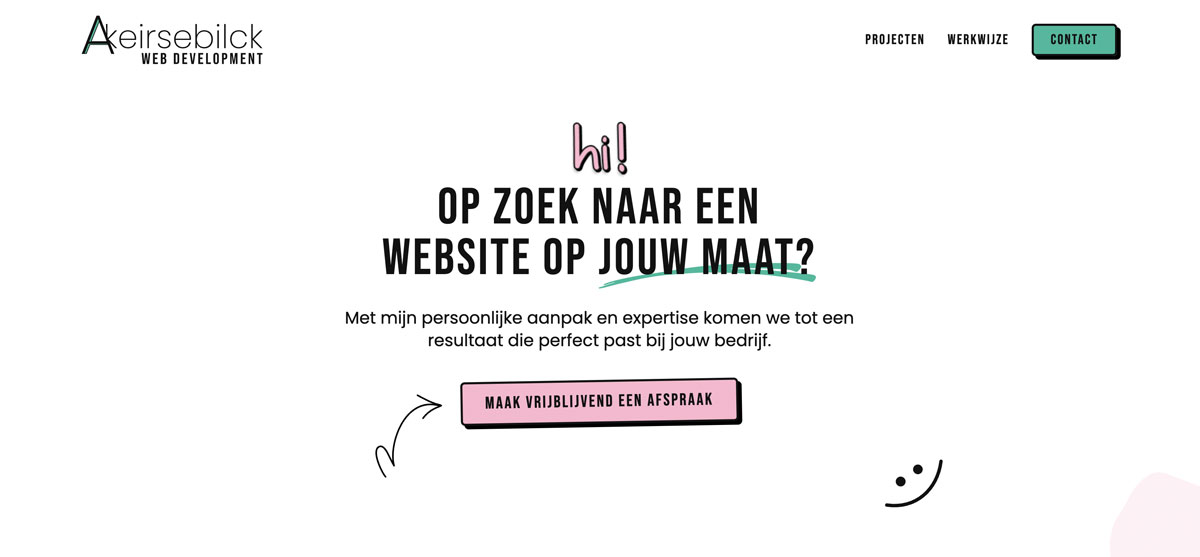 Akeirsebilck
WEB DEVELOPMENT
PROJECTEN
WERKWIJZE
CONTACT
hi!
OP ZOEK NAAR EEN
WEBSITE OP JOUW MAAT?
Met mijn persoonlijke aanpak en expertise komen we tot een
resultaat die perfect past bij jouw bedrijf.
MAAK VRIJBLIJVEND EEN AFSPRAAK